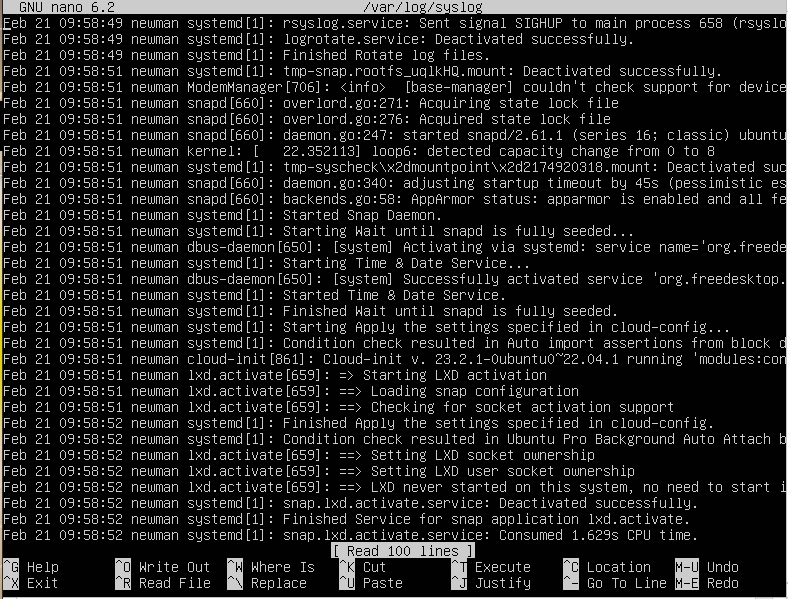 GNU nano 6.2 /var/log/syslog
Feb 21 09:58:49 newman systemd[1]: rsyslog.service: Sent signal SIGHUP to main process 658 (rsyslo
Feb 21 09:58:49 newman systemd[1]: logrotate.service: Deactivated successfully.
Feb 21 09:58:49 newman systemd[1]: Finished Rotate log files.
Feb 21 09:58:51 newman systemd[1]: tmp-snap.rootfs_uqlkHQ.mount: Deactivated successfully.
Feb 21 09:58:51 newman ModemManager[706]: <info>  [base-manager] couldn't check support for device
Feb 21 09:58:51 newman snapd[660]: overlord.go:271: Acquiring state lock file
Feb 21 09:58:51 newman snapd[660]: overlord.go:276: Acquired state lock file
Feb 21 09:58:51 newman snapd[660]: daemon.go:247: started snapd/2.61.1 (series 16; classic) ubuntu
Feb 21 09:58:51 newman kernel: [   22.352113] loop6: detected capacity change from 0 to 8
Feb 21 09:58:51 newman systemd[1]: tmp-syscheck\x2dmountpoint\x2d2174920318.mount: Deactivated suc
Feb 21 09:58:51 newman snapd[660]: daemon.go:340: adjusting startup timeout by 45s (pessimistic es
Feb 21 09:58:51 newman snapd[660]: backends.go:58: AppArmor status: apparmor is enabled and all fe
Feb 21 09:58:51 newman systemd[1]: Started Snap Daemon.
Feb 21 09:58:51 newman systemd[1]: Starting Wait until snapd is fully seeded...
Feb 21 09:58:51 newman dbus-daemon[650]: [system] Activating via systemd: service name='org.freede
Feb 21 09:58:51 newman systemd[1]: Starting Time & Date Service...
Feb 21 09:58:51 newman dbus-daemon[650]: [system] Successfully activated service 'org.freedesktop.
Feb 21 09:58:51 newman systemd[1]: Started Time & Date Service.
Feb 21 09:58:51 newman systemd[1]: Finished Wait until snapd is fully seeded.
Feb 21 09:58:51 newman systemd[1]: Starting Apply the settings specified in cloud-config...
Feb 21 09:58:51 newman systemd[1]: Condition check resulted in Auto import assertions from block d
Feb 21 09:58:51 newman cloud-init[861]: Cloud-init v. 23.2.1-0ubuntu0~22.04.1 running 'modules:con
Feb 21 09:58:51 newman lxd.activate[659]: => Starting LXD activation
Feb 21 09:58:51 newman lxd.activate[659]: ==> Loading snap configuration
Feb 21 09:58:51 newman lxd.activate[659]: ==> Checking for socket activation support
Feb 21 09:58:52 newman systemd[1]: Finished Apply the settings specified in cloud-config.
Feb 21 09:58:52 newman systemd[1]: Condition check resulted in Ubuntu Pro Background Auto Attach b
Feb 21 09:58:52 newman lxd.activate[659]: ==> Setting LXD socket ownership
Feb 21 09:58:52 newman lxd.activate[659]: ==> Setting LXD user socket ownership
Feb 21 09:58:52 newman lxd.activate[659]: ==> LXD never started on this system, no need to start i
Feb 21 09:58:52 newman systemd[1]: snap.lxd.activate.service: Deactivated successfully.
Feb 21 09:58:52 newman systemd[1]: Finished Service for snap application lxd.activate.
Feb 21 09:58:52 newman systemd[1]: snap.lxd.activate.service: Consumed 1.629s CPU time.
[ Read 100 lines ]
^G Help ^O Write Out ^W Where Is ^K Cut ^T Execute ^C Location M-U Undo
^X Exit ^R Read File ^\ Replace ^U Paste ^J Justify ^- Go To Line M-E Redo